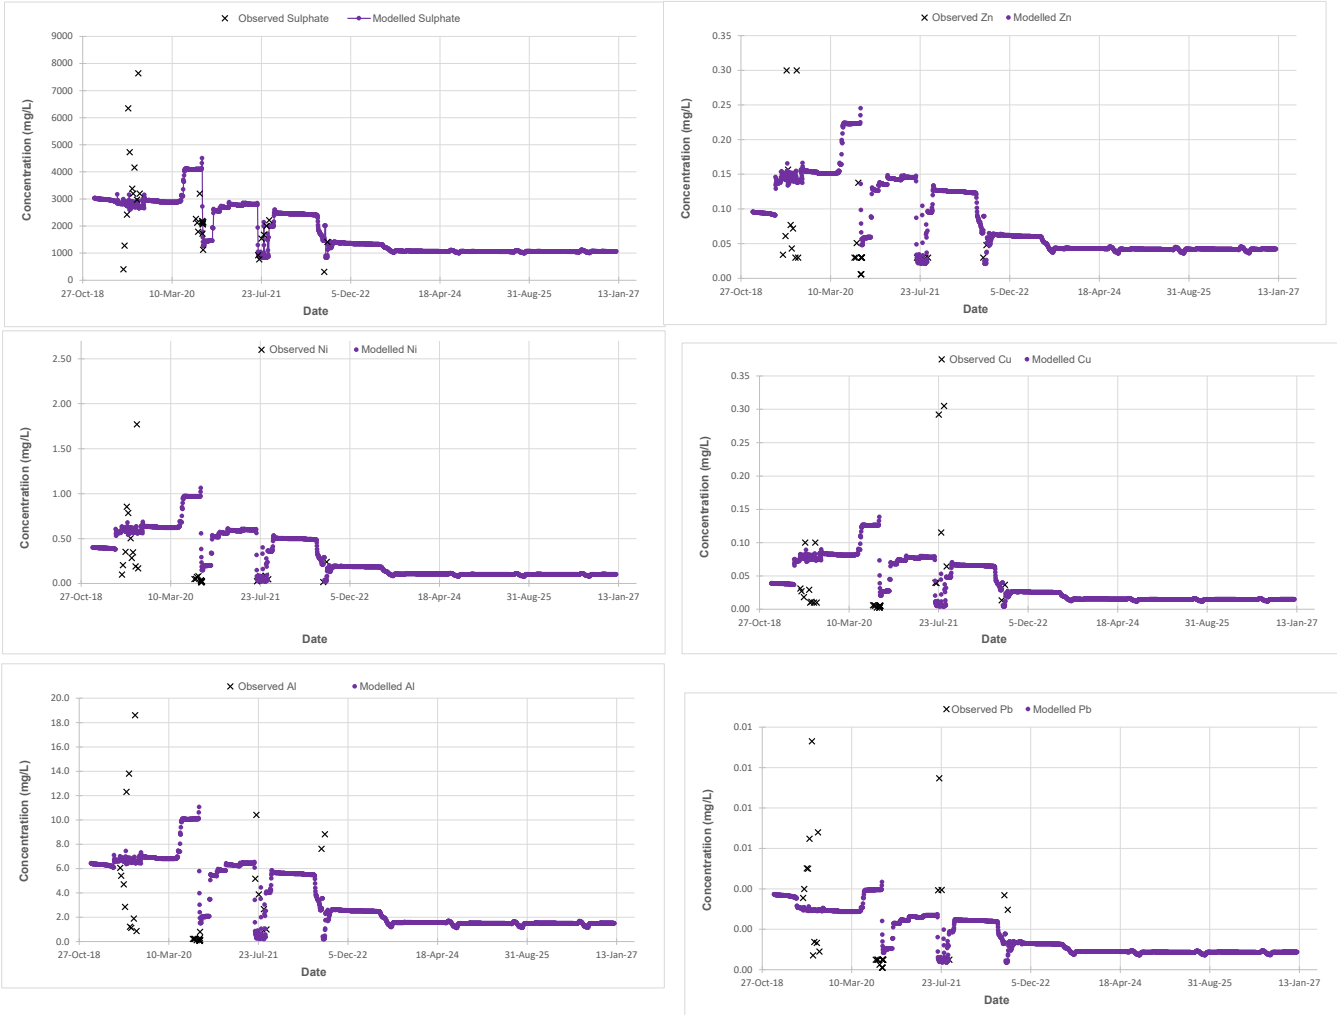 Observed Sulphate Modelled Sulphate
9000
8000
7000
6000
5000
4000
3000
2000
1000
0
Concentratiion (mg/L)
27-Oct-18 10-Mar-20 23-Jul-21 5-Dec-22 18-Apr-24 31-Aug-25 13-Jan-27
Date
Observed Zn Modelled Zn
0.35
0.30
0.25
0.20
0.15
0.10
0.05
0.00
Concentratiion (mg/L)
27-Oct-18 10-Mar-20 23-Jul-21 5-Dec-22 18-Apr-24 31-Aug-25 13-Jan-27
Date
Observed Ni Modelled Ni
2.50
2.00
1.50
1.00
0.50
0.00
Concentratiion (mg/L)
27-Oct-18 10-Mar-20 23-Jul-21 5-Dec-22 18-Apr-24 31-Aug-25 13-Jan-27
Date
Observed Cu Modelled Cu
0.35
0.30
0.25
0.20
0.15
0.10
0.05
0.00
Concentratiion (mg/L)
27-Oct-18 10-Mar-20 23-Jul-21 5-Dec-22 18-Apr-24 31-Aug-25 13-Jan-27
Date
Observed Al Modelled Al
20.0
18.0
16.0
14.0
12.0
10.0
8.0
6.0
4.0
2.0
0.0
Concentratiion (mg/L)
27-Oct-18 10-Mar-20 23-Jul-21 5-Dec-22 18-Apr-24 31-Aug-25 13-Jan-27
Date
Observed Pb Modelled Pb
0.01
0.01
0.01
0.01
0.00
0.00
0.00
Concentratiion (mg/L)
27-Oct-18 10-Mar-20 23-Jul-21 5-Dec-22 18-Apr-24 31-Aug-25 13-Jan-27
Date